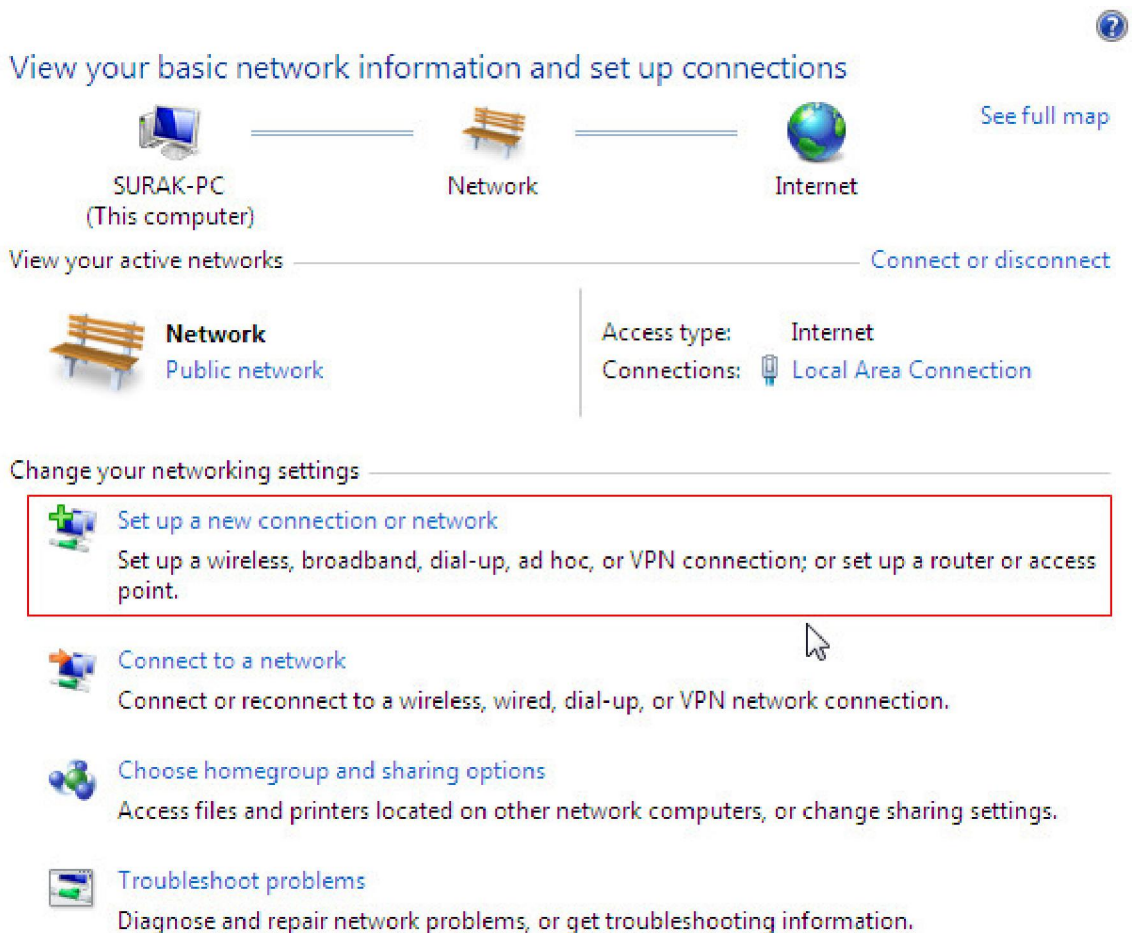 View your basic network information and set up connections
See full map
SURAK-PC
(This computer)
Network
Internet
View your active networks
Connect or disconnect
Network
Public network
Access type: Internet
Connections: Local Area Connection
Change your networking settings
Set up a new connection or network
Set up a wireless, broadband, dial-up, ad hoc, or VPN connection; or set up a router or access
point.
Connect to a network
Connect or reconnect to a wireless, wired, dial-up, or VPN network connection.
Choose homegroup and sharing options
Access files and printers located on other network computers, or change sharing settings.
Troubleshoot problems
Diagnose and repair network problems, or get troubleshooting information.